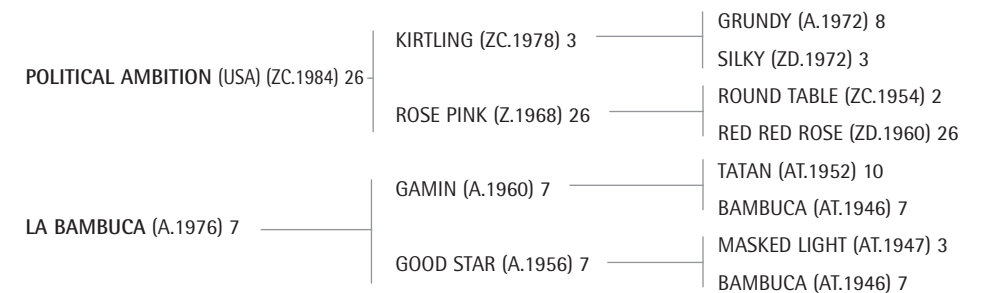 GRUNDY (A.1972) 8
KIRTLING (ZC.1978) 3
SILKY (ZD.1972) 3
POLITICAL AMBITION (USA) (ZC.1984) 26
ROUND TABLE (ZC.1954) 2
ROSE PINK (Z.1968) 26
RED RED ROSE (ZD.1960) 26
TATAN (AT.1952) 10
GAMIN (A.1960) 7
BAMBUCA (AT.1946) 7
LA BAMBUCA (A.1976) 7
MASKED LIGHT (AT.1947) 3
GOOD STAR (A.1956) 7
BAMBUCA (AT.1946) 7